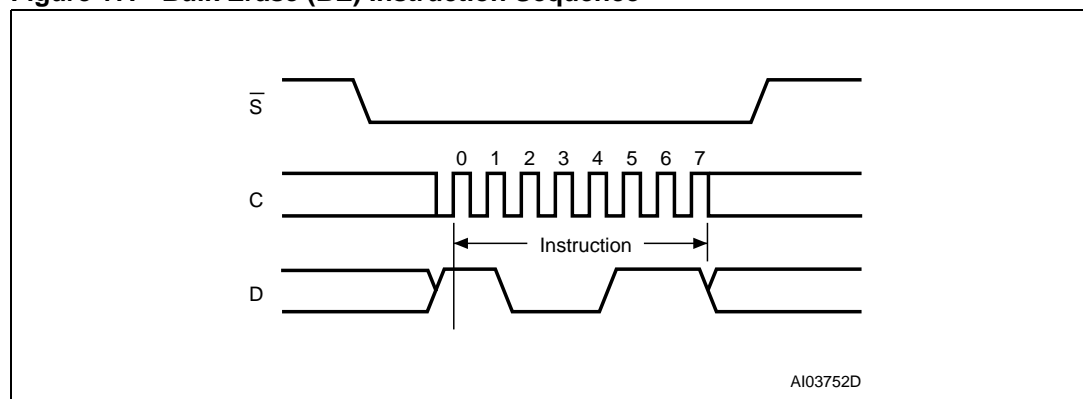 Figure 17. Bulk Erase (BE) Instruction Sequence
S̅
0 1 2 3 4 5 6 7
C
Instruction
D
AI03752D